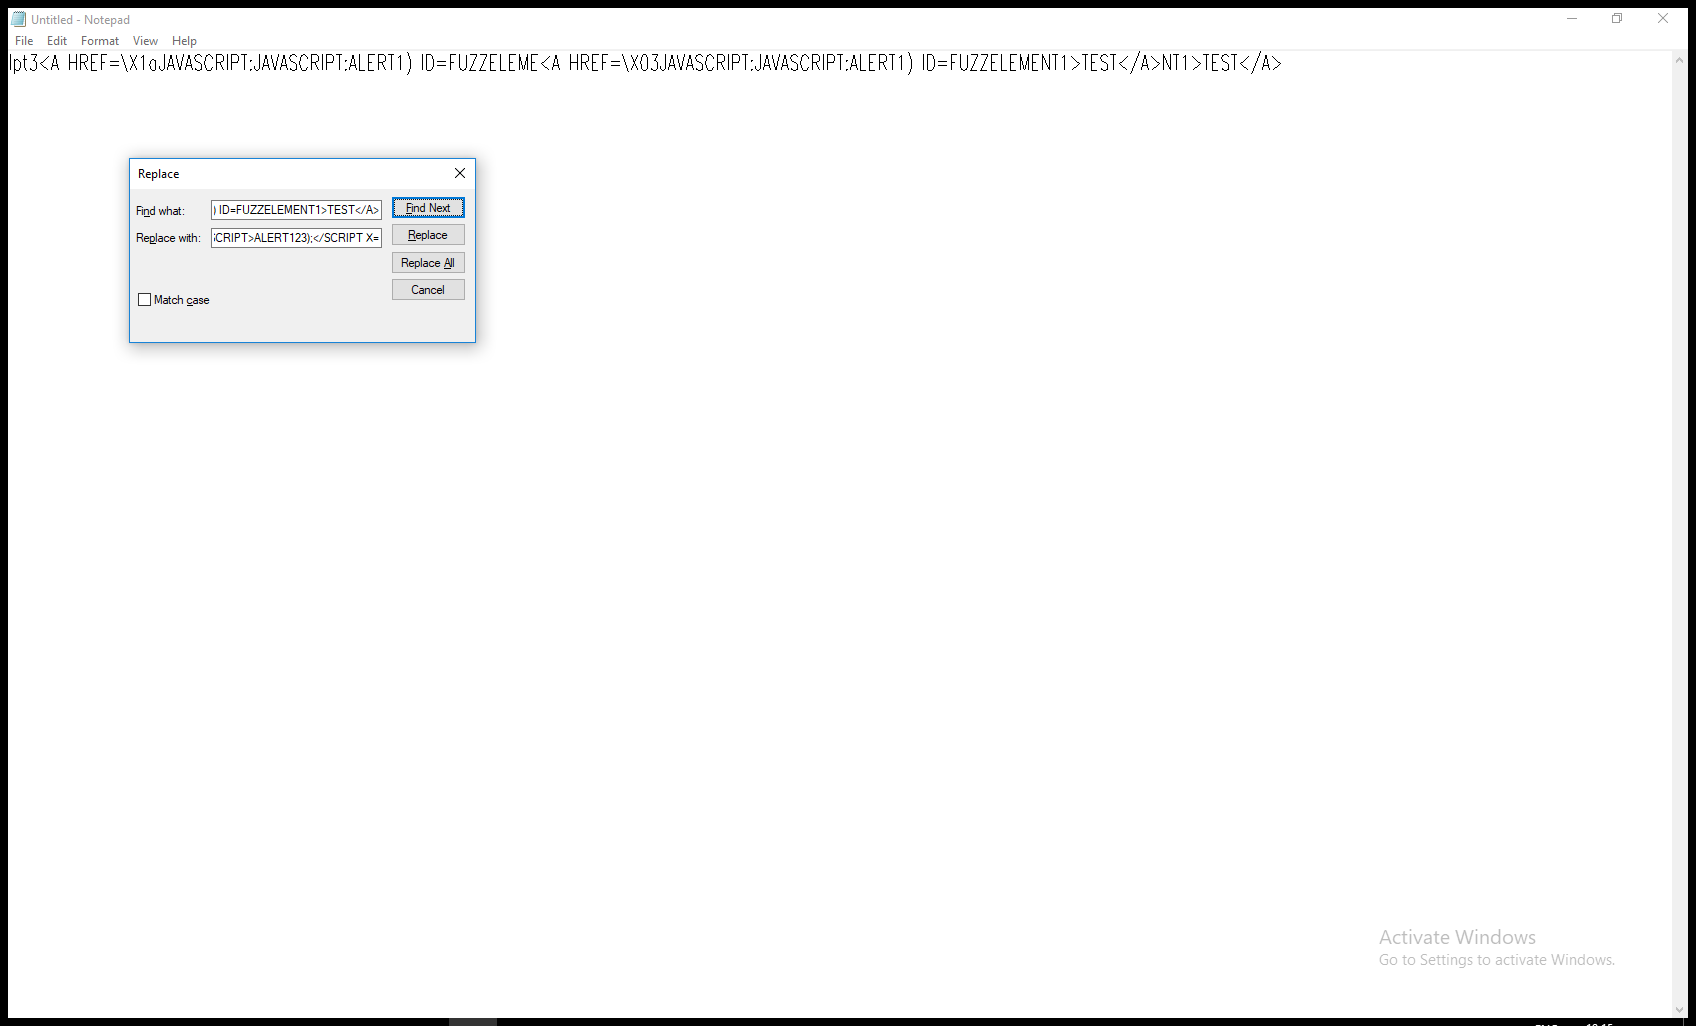 Untitled - Notepad
File Edit Format View Help
lpt3<A HREF=\X1oJAVASCRIPT:JAVASCRIPT:ALERT1) ID=FUZZELEME<A HREF=\X03JAVASCRIPT:JAVASCRIPT:ALERT1) ID=FUZZELEMENT1>TEST</A>NT1>TEST</A>
Replace
Find what: ) ID=FUZZELEMENT1>TEST</A> Find Next
Replace with: CRIPT>ALERT123);</SCRIPT X= Replace
Replace All
Cancel
Match case
Activate Windows
Go to Settings to activate Windows.